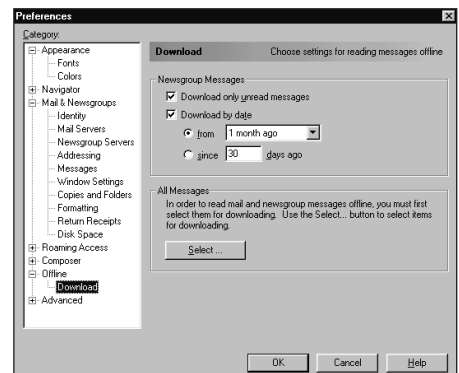 Preferences
Category:
Appearance
Fonts
Colors
Navigator
Mail & Newsgroups
Identity
Mail Servers
Newsgroup Servers
Addressing
Messages
Window Settings
Copies and Folders
Formatting
Return Receipts
Disk Space
Roaming Access
Composer
Offline
Download
Advanced
Download Choose settings for reading messages offline
Newsgroup Messages
Download only unread messages
Download by date
from 1 month ago
since 30 days ago
All Messages
In order to read mail and newsgroup messages offline, you must first
select them for downloading. Use the Select... button to select items
for downloading.
Select ...
OK Cancel Help